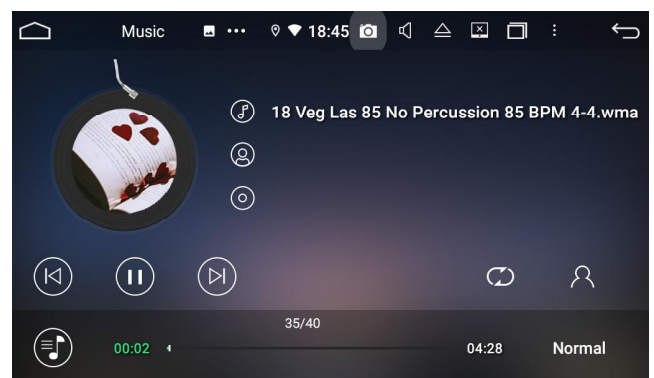 Music
18:45
18 Veg Las 85 No Percussion 85 BPM 4-4.wma
35/40
00:02
04:28
Normal